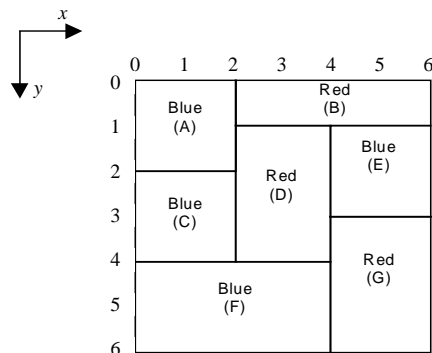 x
0 1 2 3 4 5 6
y
0
1
2
3
4
5
6
Blue
(A)
Red
(B)
Blue
(E)
Red
(D)
Blue
(C)
Red
(G)
Blue
(F)